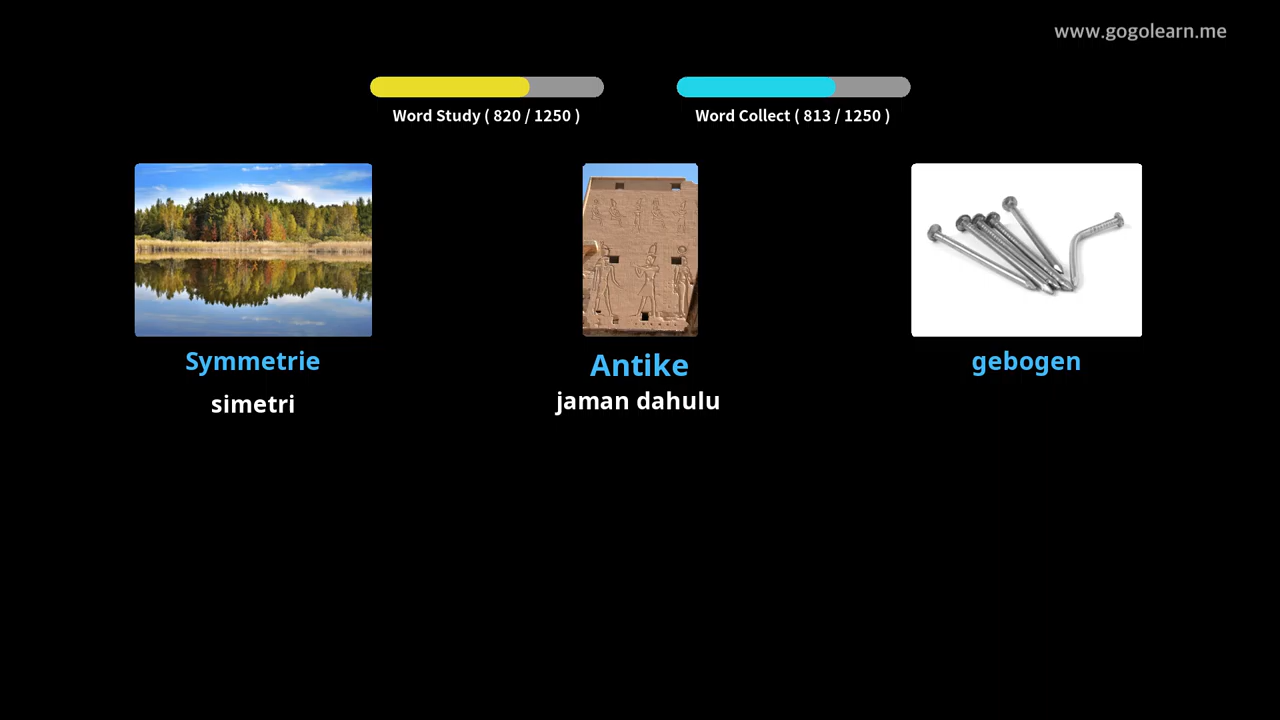 www.gogolearn.me
Word Study ( 820 / 1250 )
Word Collect ( 813 / 1250 )
Symmetrie
simetri
Antike
jaman dahulu
gebogen